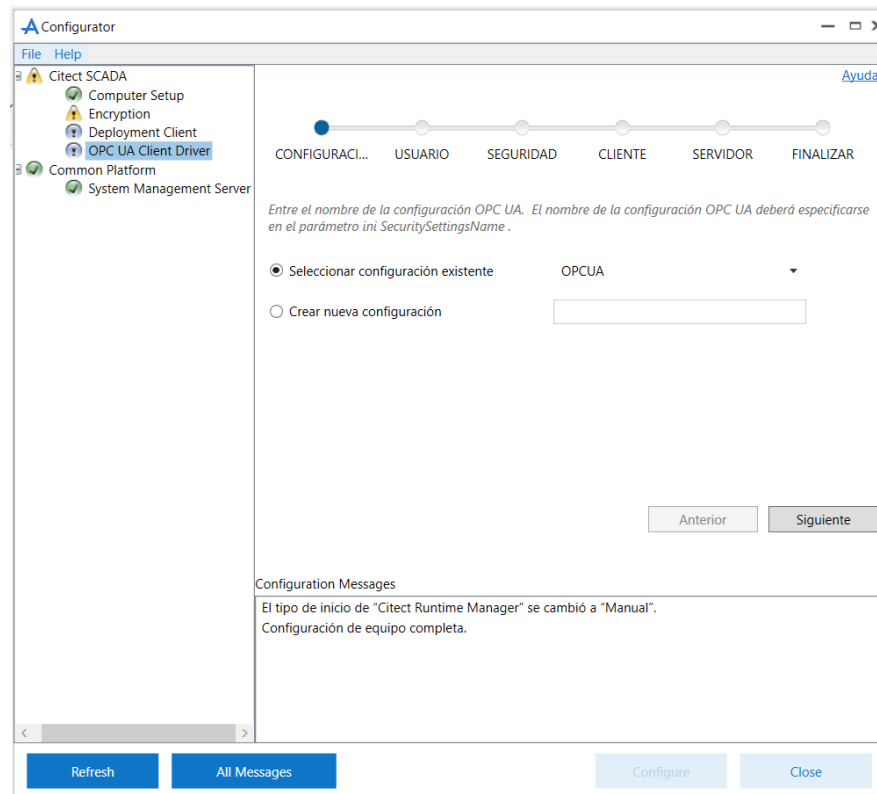 Configurator
File Help
Citect SCADA
Computer Setup
Encryption
Deployment Client
OPC UA Client Driver
Common Platform
System Management Server
Ayuda
CONFIGURACI... USUARIO SEGURIDAD CLIENTE SERVIDOR FINALIZAR
Entre el nombre de la configuración OPC UA. El nombre de la configuración OPC UA deberá especificarse
en el parámetro ini SecuritySettingsName .
Seleccionar configuración existente OPCUA
Crear nueva configuración
Anterior Siguiente
Configuration Messages
El tipo de inicio de “Citect Runtime Manager” se cambió a “Manual”.
Configuración de equipo completa.
Refresh All Messages Configure Close